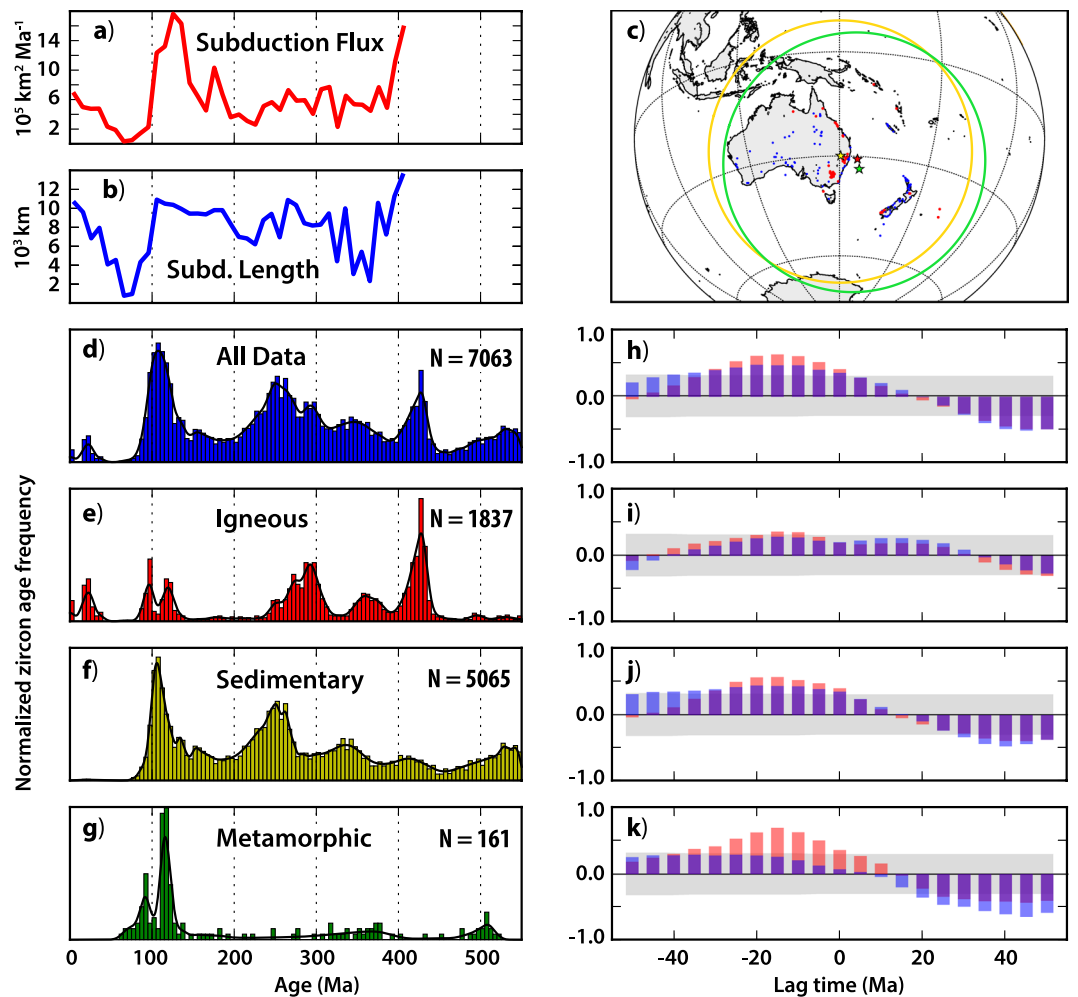 a)
Subduction Flux
10⁵ km² Ma⁻¹
14
10
6
2
b)
Subd. Length
10³ km
12
10
8
6
4
2
c)
d)
All Data
N = 7063
e)
Igneous
N = 1837
f)
Sedimentary
N = 5065
g)
Metamorphic
N = 161
Normalized zircon age frequency
0 100 200 300 400 500
Age (Ma)
h)
1.0
0.0
-1.0
i)
1.0
0.0
-1.0
j)
1.0
0.0
-1.0
k)
1.0
0.0
-1.0
-40 -20 0 20 40
Lag time (Ma)